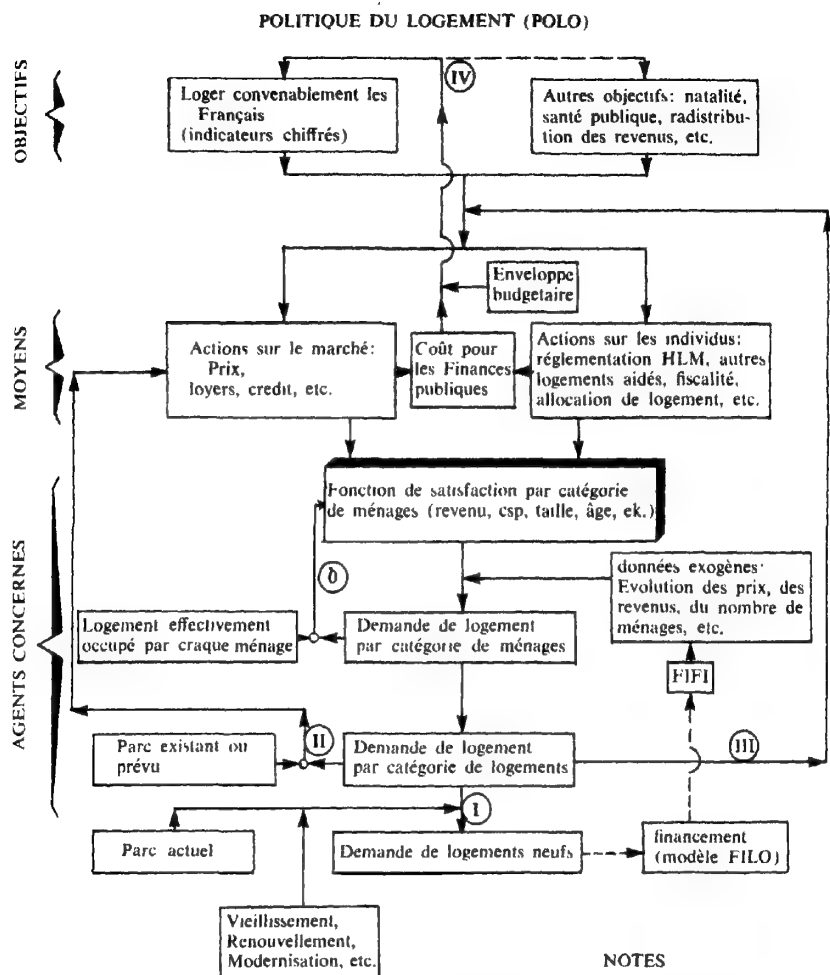 POLITIQUE DU LOGEMENT (POLO)
OBJECTIFS
IV
Loger convenablement les
Français
(indicateurs chiffrés)
Autres objectifs: natalité,
santé publique, radistribu-
tion des revenus, etc.
MOYENS
Enveloppe
budgetaire
Actions sur le marché:
Prix,
loyers, credit, etc.
Coût pour
les Finances
publiques
Actions sur les individus:
réglementation HLM, autres
logements aidés, fiscalité,
allocation de logement, etc.
AGENTS CONCERNES
Fonction de satisfaction par catégorie
de ménages (revenu, csp, taille, âge, ek.)
données exogènes:
Evolution des prix, des
revenus, du nombre de
ménages, etc.
Logement effectivement
occupé par craque ménage
Demande de logement
par catégorie de ménages
FIFI
II
III
Parc existant ou
prévu
Demande de logement
par catégorie de logements
I
Parc actuel
Demande de logements neufs
financement
(modèle FILO)
Vieillissement,
Renouvellement,
Modernisation, etc.
NOTES